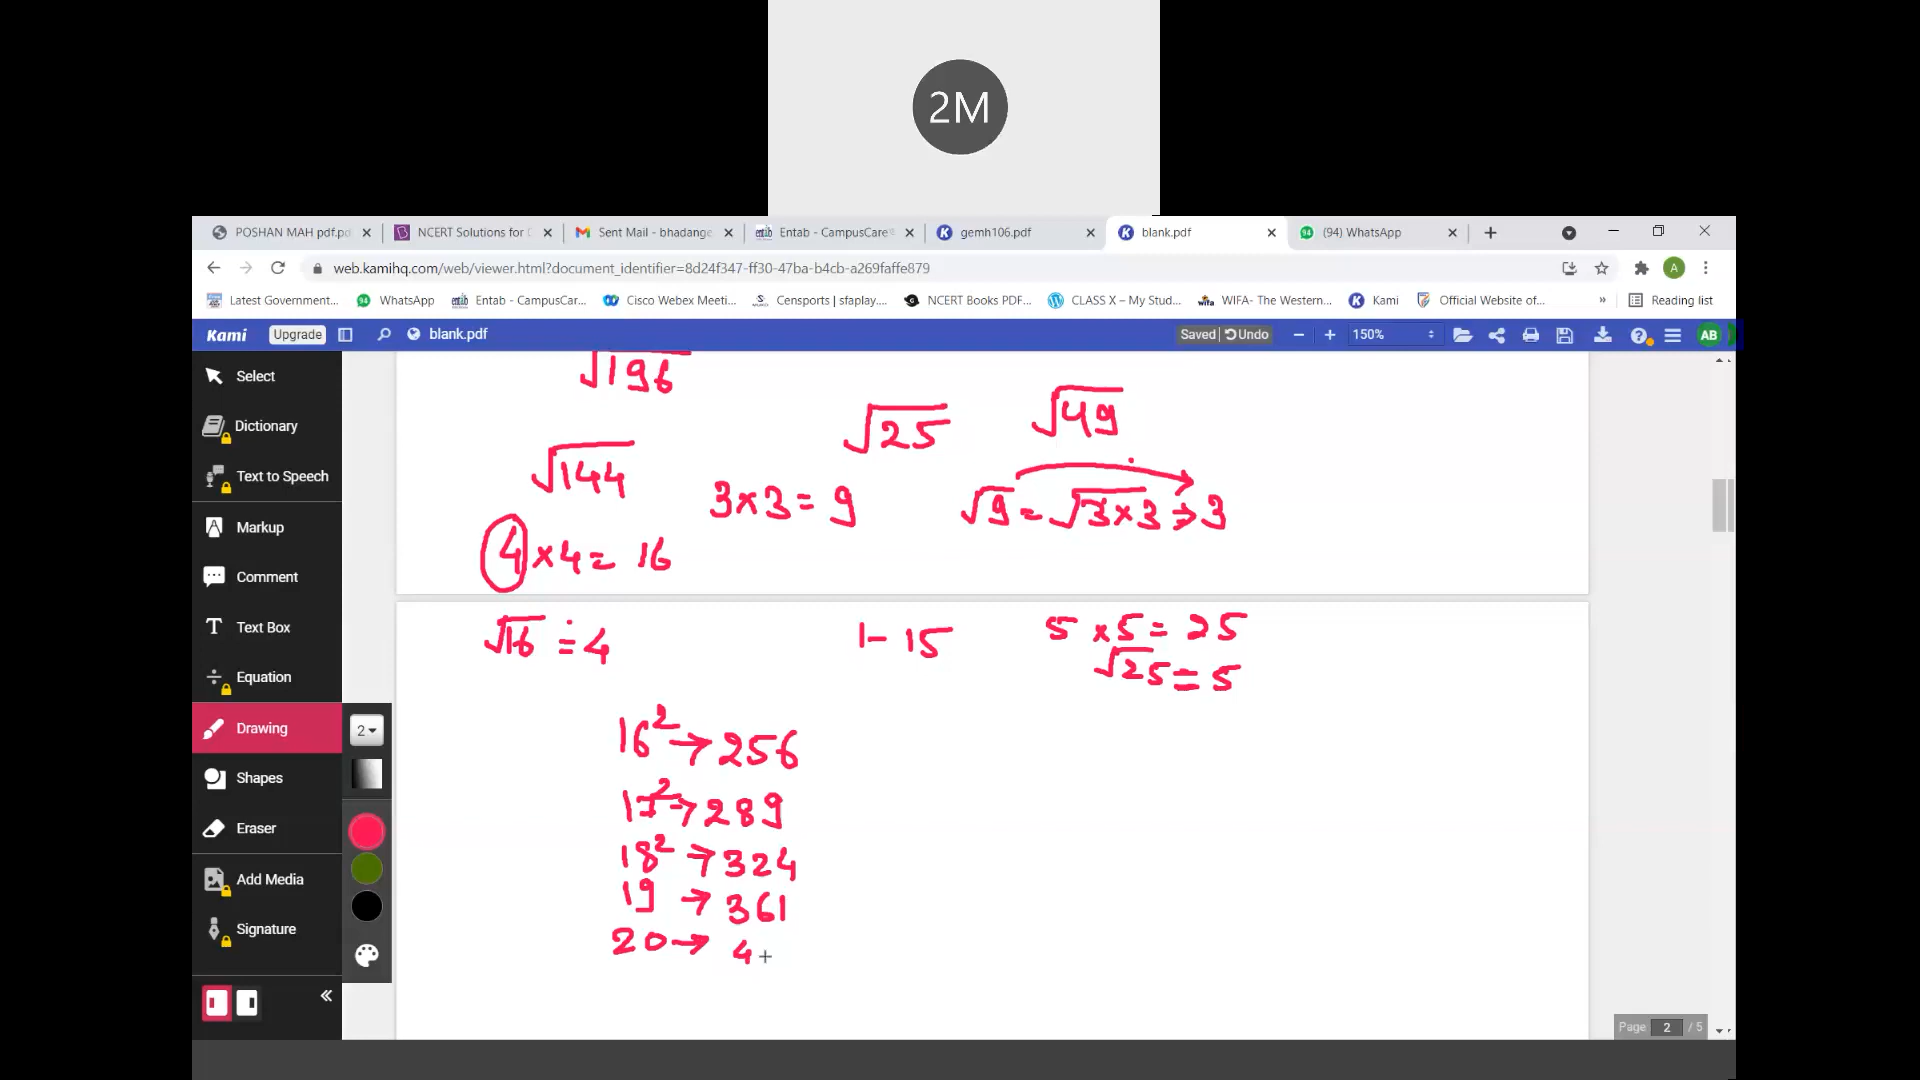 2M
POSHAN MAH pdf.pd
NCERT Solutions for
Sent Mail - bhadange
Entab - CampusCare
gemh106.pdf
blank.pdf
(94) WhatsApp
web.kamihq.com/web/viewer.html?document_identifier=8d24f347-ff30-47ba-b4cb-a269faffe879
A
Latest Government...
WhatsApp
Entab - CampusCar...
Cisco Webex Meeti...
Censports | sfaplay....
NCERT Books PDF...
CLASS X – My Stud...
WIFA- The Western...
Kami
Official Website of...
»
Reading list
Kami
Upgrade
blank.pdf
Saved
Undo
150%
AB
Select
Dictionary
Text to Speech
Markup
Comment
Text Box
Equation
Drawing
2
Shapes
Eraser
Add Media
Signature
√196
√25
√49
√144
3×3=9
√9=√3×3→3
4×4=16
√16=4
1-15
5×5=25
√25=5
16²→256
17²→289
18²→324
19→361
20→4
Page 2 / 5